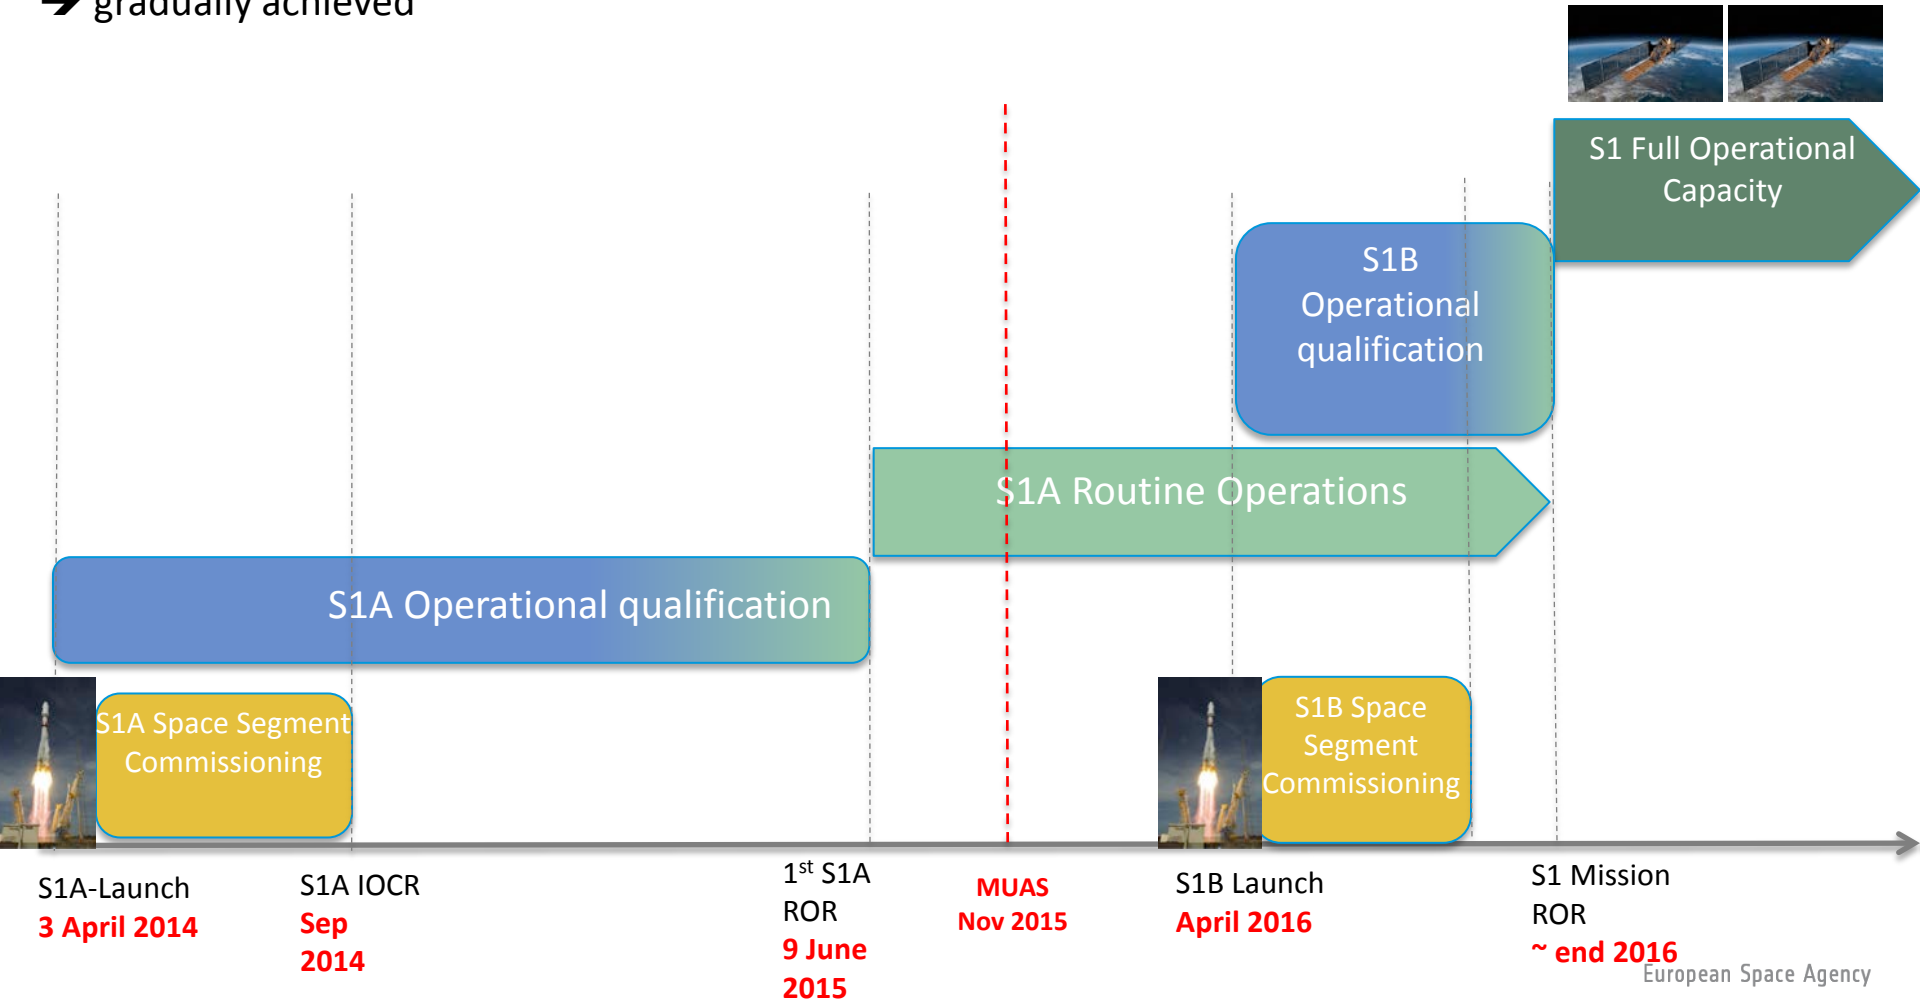 ➔ gradually achieved
S1 Full Operational
Capacity
S1B
Operational
qualification
S1A Routine Operations
S1A Operational qualification
S1A Space Segment
Commissioning
S1B Space
Segment
Commissioning
S1A-Launch
3 April 2014
S1A IOCR
Sep
2014
1st S1A
ROR
9 June
2015
MUAS
Nov 2015
S1B Launch
April 2016
S1 Mission
ROR
~ end 2016
European Space Agency